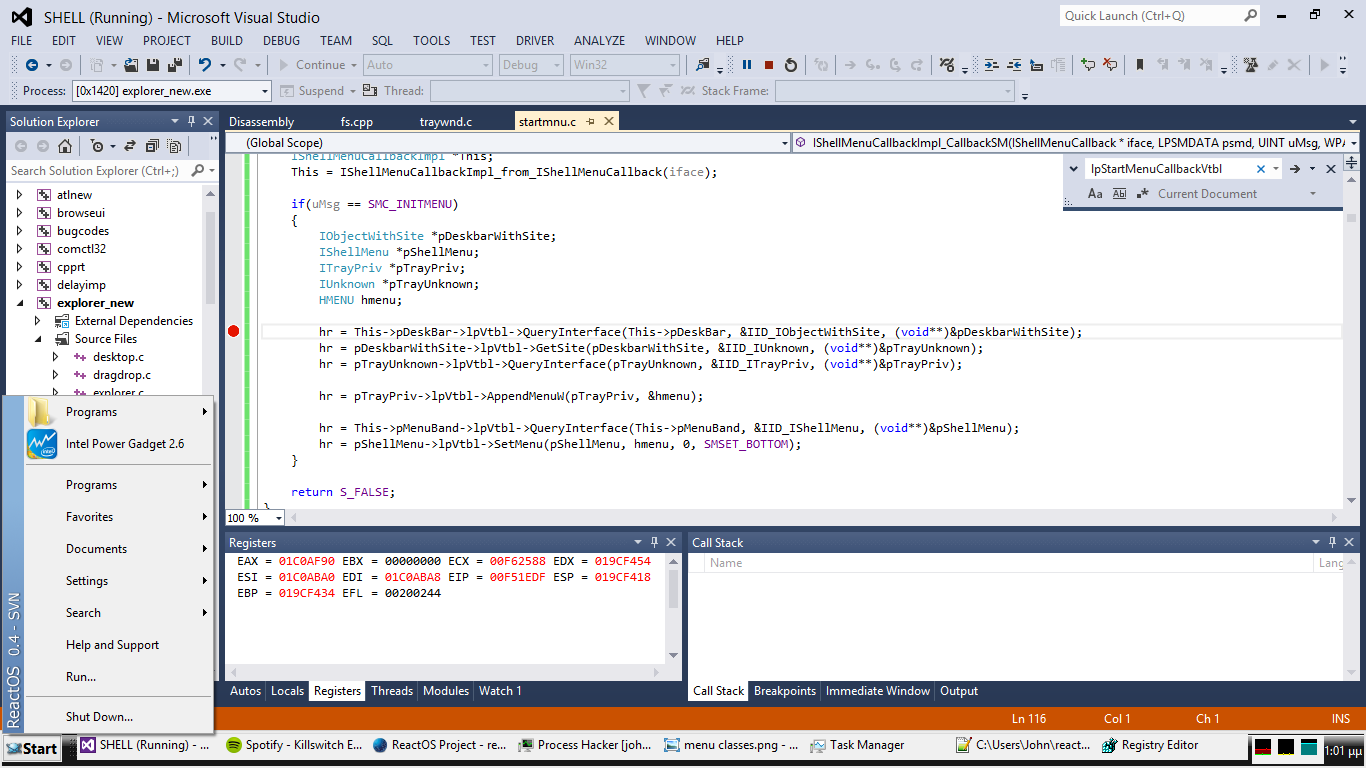 SHELL (Running) - Microsoft Visual Studio
Quick Launch (Ctrl+Q)
FILE EDIT VIEW PROJECT BUILD DEBUG TEAM SQL TOOLS TEST DRIVER ANALYZE WINDOW HELP
Continue Auto Debug Win32
Process: [0x1420] explorer_new.exe Suspend Thread: Stack Frame:
Solution Explorer
Search Solution Explorer (Ctrl+;)
atlnew
browseui
bugcodes
comctl32
cpprt
delayimp
explorer_new
External Dependencies
Source Files
desktop.c
dragdrop.c
explorer.c
Disassembly fs.cpp traywnd.c startmnu.c
(Global Scope) IShellMenuCallbackImpl_CallbackSM(IShellMenuCallback * iface, LPSMDATA psmd, UINT uMsg, WPA
lpStartMenuCallbackVtbl
Aa Ab Current Document
IShellMenuCallbackImpl *This;
This = IShellMenuCallbackImpl_from_IShellMenuCallback(iface);
if(uMsg == SMC_INITMENU)
{
IObjectWithSite *pDeskbarWithSite;
IShellMenu *pShellMenu;
ITrayPriv *pTrayPriv;
IUnknown *pTrayUnknown;
HMENU hmenu;
hr = This->pDeskBar->lpVtbl->QueryInterface(This->pDeskBar, &IID_IObjectWithSite, (void**)&pDeskbarWithSite);
hr = pDeskbarWithSite->lpVtbl->GetSite(pDeskbarWithSite, &IID_IUnknown, (void**)&pTrayUnknown);
hr = pTrayUnknown->lpVtbl->QueryInterface(pTrayUnknown, &IID_ITrayPriv, (void**)&pTrayPriv);
hr = pTrayPriv->lpVtbl->AppendMenuW(pTrayPriv, &hmenu);
hr = This->pMenuBand->lpVtbl->QueryInterface(This->pMenuBand, &IID_IShellMenu, (void**)&pShellMenu);
hr = pShellMenu->lpVtbl->SetMenu(pShellMenu, hmenu, 0, SMSET_BOTTOM);
}
return S_FALSE;
}
100 %
Registers
EAX = 01C0AF90 EBX = 00000000 ECX = 00F62588 EDX = 019CF454
ESI = 01C0ABA0 EDI = 01C0ABA8 EIP = 00F51EDF ESP = 019CF418
EBP = 019CF434 EFL = 00200244
Autos Locals Registers Threads Modules Watch 1
Call Stack
Name Lang
Call Stack Breakpoints Immediate Window Output
Ln 116 Col 1 Ch 1 INS
ReactOS 0.4 - SVN
Programs
Intel Power Gadget 2.6
Programs
Favorites
Documents
Settings
Search
Help and Support
Run...
Shut Down...
Start
SHELL (Running) - ...
Spotify - Killswitch E...
ReactOS Project - re...
Process Hacker [joh...
menu classes.png - ...
Task Manager
C:\Users\John\react...
Registry Editor
1:01 μμ